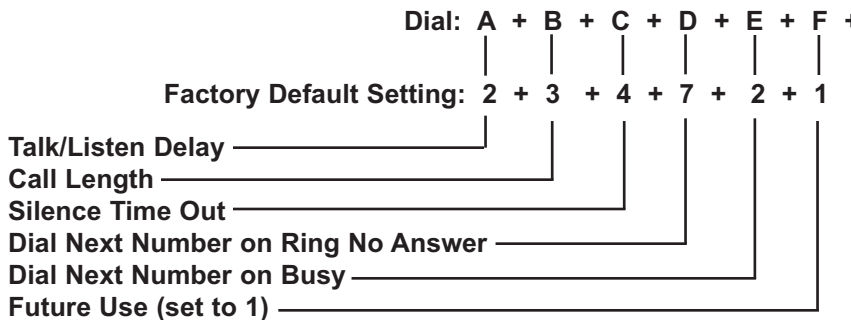 Dial: A + B + C + D + E + F +
Factory Default Setting: 2 + 3 + 4 + 7 + 2 + 1
Talk/Listen Delay
Call Length
Silence Time Out
Dial Next Number on Ring No Answer
Dial Next Number on Busy
Future Use (set to 1)